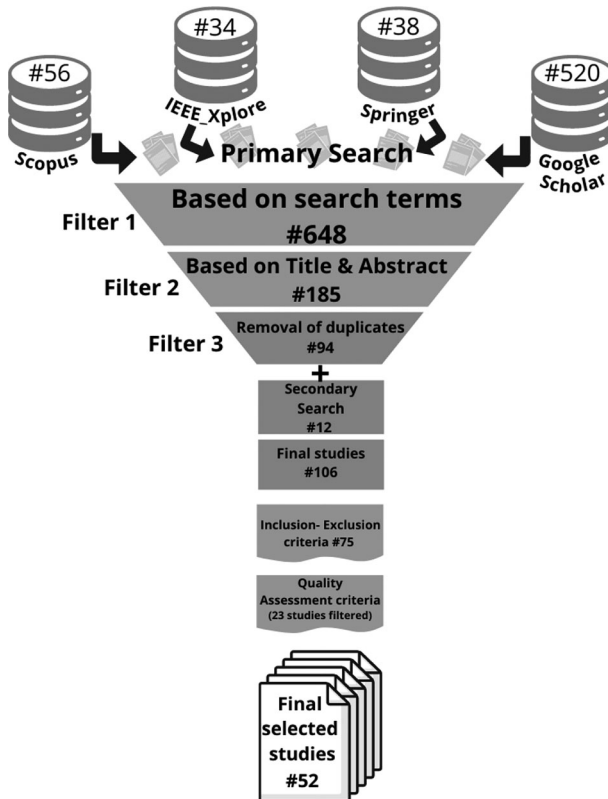 #56
Scopus
#34
IEEE_Xplore
#38
Springer
#520
Google
Scholar
Primary Search
Filter 1
Based on search terms
#648
Filter 2
Based on Title & Abstract
#185
Filter 3
Removal of duplicates
#94
+
Secondary
Search
#12
Final studies
#106
Inclusion- Exclusion
criteria #75
Quality
Assessment criteria
(23 studies filtered)
Final
selected
studies
#52